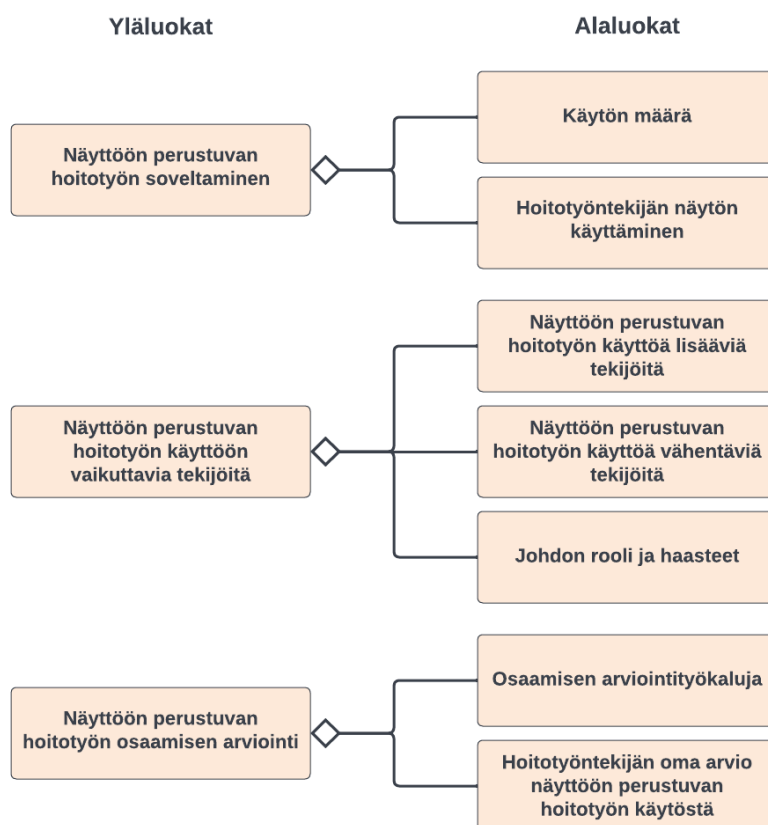 Yläluokat
Alaluokat
Näyttöön perustuvan
hoitotyön soveltaminen
Käytön määrä
Hoitotyöntekijän näytön
käyttäminen
Näyttöön perustuvan
hoitotyön käyttöön
vaikuttavia tekijöitä
Näyttöön perustuvan
hoitotyön käyttöä lisääviä
tekijöitä
Näyttöön perustuvan
hoitotyön käyttöä vähentäviä
tekijöitä
Johdon rooli ja haasteet
Näyttöön perustuvan
hoitotyön osaamisen arviointi
Osaamisen arviointityökaluja
Hoitotyöntekijän oma arvio
näyttöön perustuvan
hoitotyön käytöstä